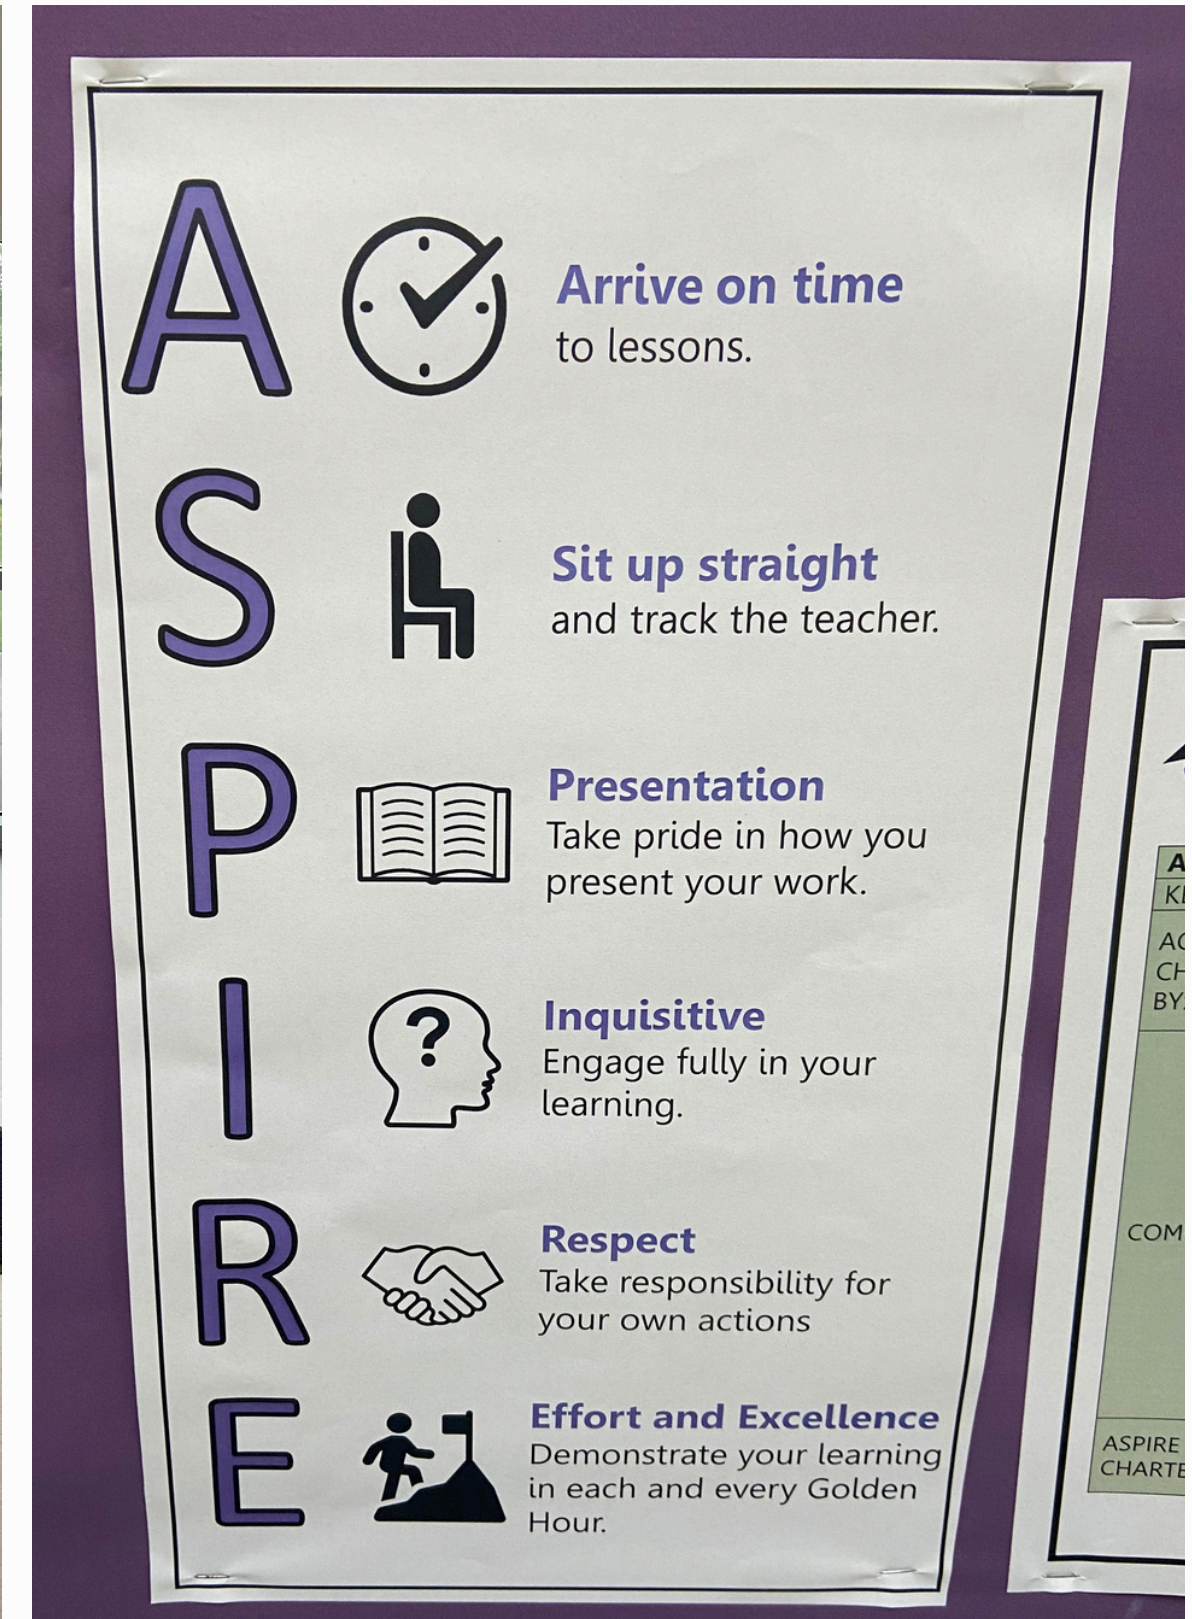 A
Arrive on time
to lessons.
S
Sit up straight
and track the teacher.
P
Presentation
Take pride in how you
present your work.
I
?
Inquisitive
Engage fully in your
learning.
R
Respect
Take responsibility for
your own actions
E
Effort and Excellence
Demonstrate your learning
in each and every Golden
Hour.
ASPIRE